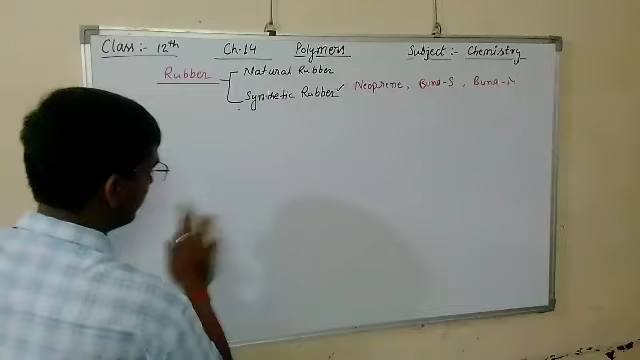 Class:- 12th Ch-14 Polymers Subject:- Chemistry
Rubber Natural Rubber
Synthetic Rubber✓ Neoprene, Buna-S, Buna-N